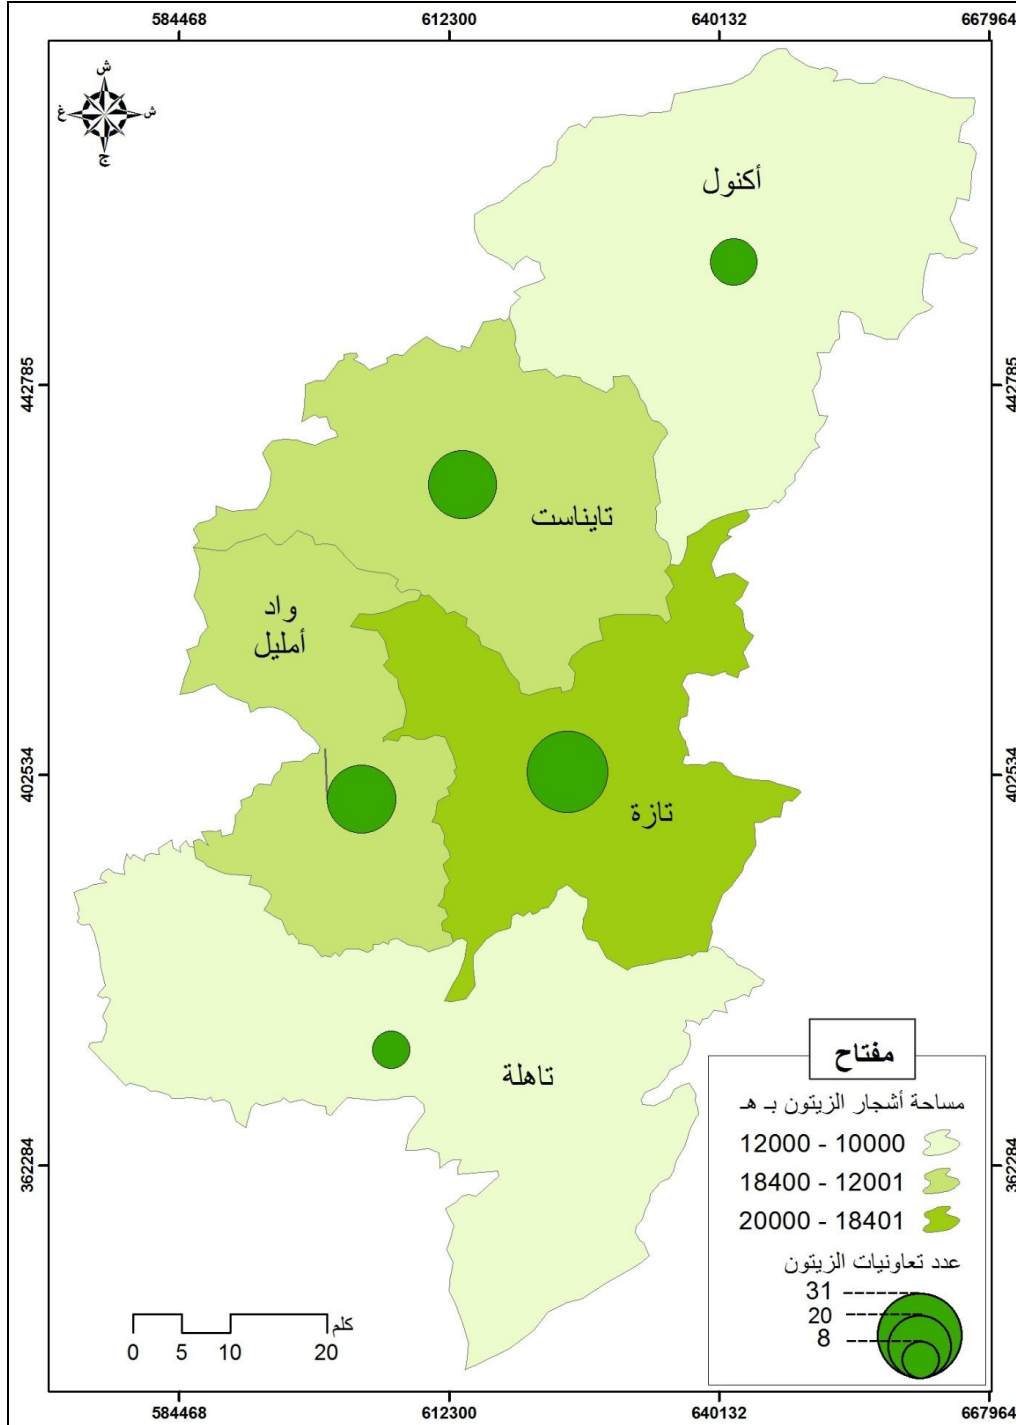 584468 612300 640132 667964
ش
غ ش
ج
أكنول
442785 442785
تايناست
واد
أمليل
402534 402534
تازة
تاهلة
مفتاح
مساحة أشجار الزيتون بـ هـ
12000 - 10000
18400 - 12001
20000 - 18401
عدد تعاونيات الزيتون
31
20
8
362284 362284
كلم
0 5 10 20
584468 612300 640132 667964